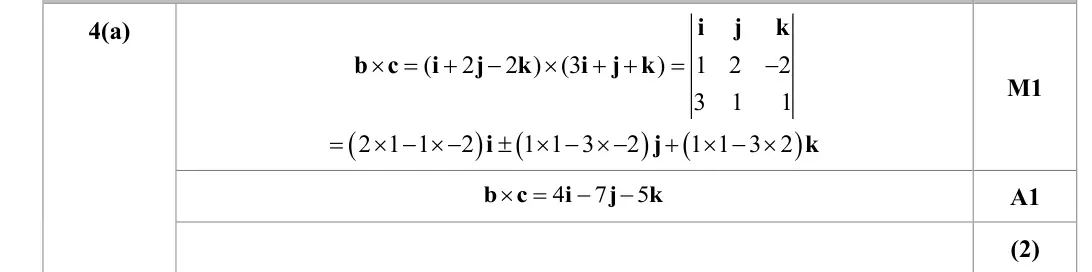 4(a)
b×c = (i+2j−2k)×(3i+j+k) = |i j k|
|1 2 −2|
|3 1 1|
M1
= (2×1−1×−2)i ± (1×1−3×−2)j + (1×1−3×2)k
b×c = 4i−7j−5k
A1
(2)